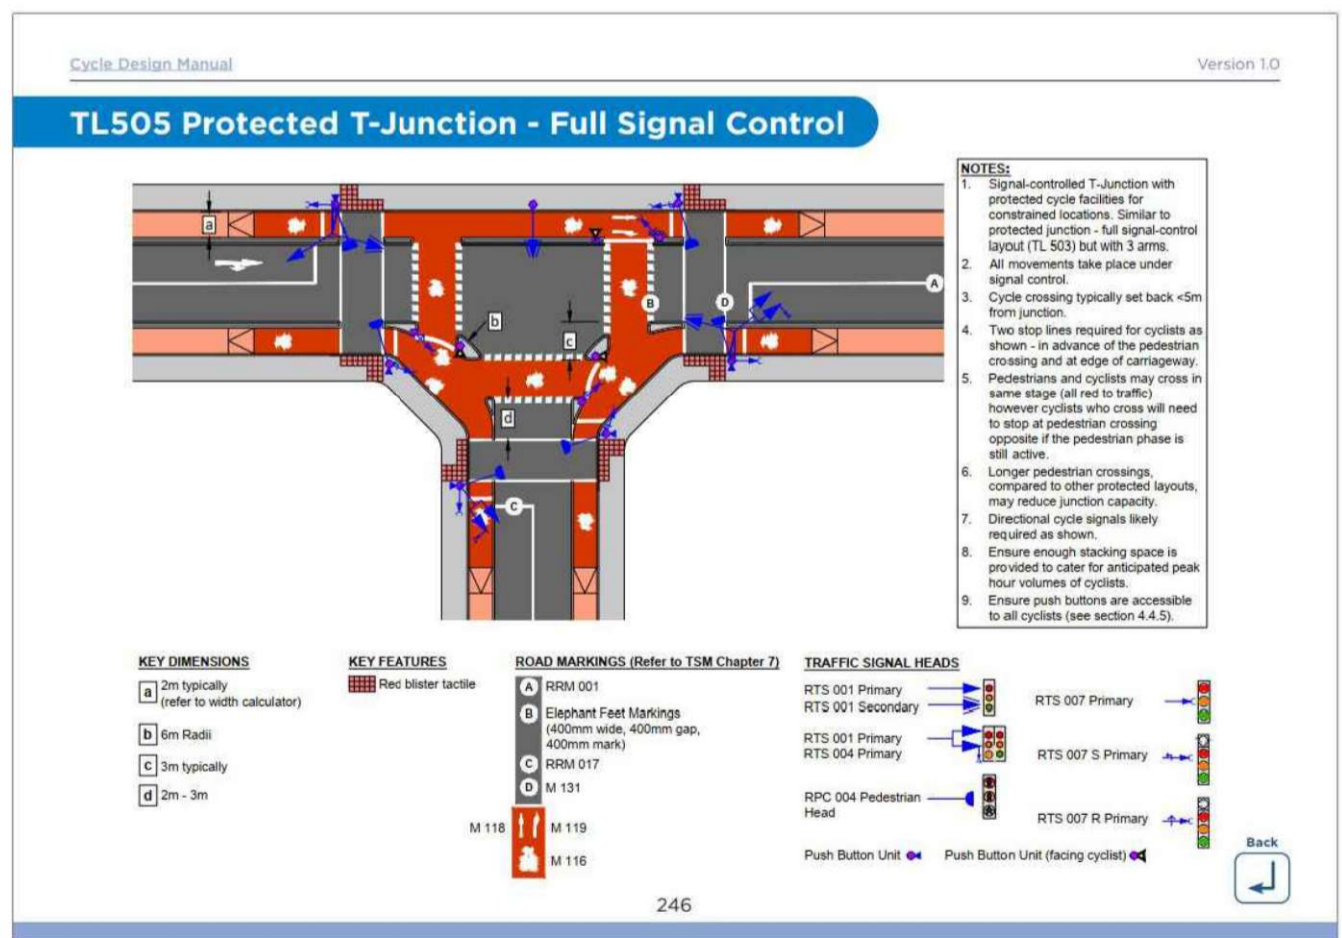 Cycle Design Manual
Version 1.0
TL505 Protected T-Junction - Full Signal Control
a
b
c
d
A
B
C
D
NOTES:
1. Signal-controlled T-Junction with
protected cycle facilities for
constrained locations. Similar to
protected junction - full signal-control
layout (TL 503) but with 3 arms.
2. All movements take place under
signal control.
3. Cycle crossing typically set back <5m
from junction.
4. Two stop lines required for cyclists as
shown - in advance of the pedestrian
crossing and at edge of carriageway.
5. Pedestrians and cyclists may cross in
same stage (all red to traffic)
however cyclists who cross will need
to stop at pedestrian crossing
opposite if the pedestrian phase is
still active.
6. Longer pedestrian crossings,
compared to other protected layouts,
may reduce junction capacity.
7. Directional cycle signals likely
required as shown.
8. Ensure enough stacking space is
provided to cater for anticipated peak
hour volumes of cyclists.
9. Ensure push buttons are accessible
to all cyclists (see section 4.4.5).
KEY DIMENSIONS
a 2m typically
(refer to width calculator)
b 6m Radii
c 3m typically
d 2m - 3m
KEY FEATURES
Red blister tactile
ROAD MARKINGS (Refer to TSM Chapter 7)
A RRM 001
B Elephant Feet Markings
(400mm wide, 400mm gap,
400mm mark)
C RRM 017
D M 131
M 118 M 119
M 116
TRAFFIC SIGNAL HEADS
RTS 001 Primary
RTS 001 Secondary
RTS 001 Primary
RTS 004 Primary
RPC 004 Pedestrian
Head
RTS 007 Primary
RTS 007 S Primary
RTS 007 R Primary
Push Button Unit
Push Button Unit (facing cyclist)
Back
246